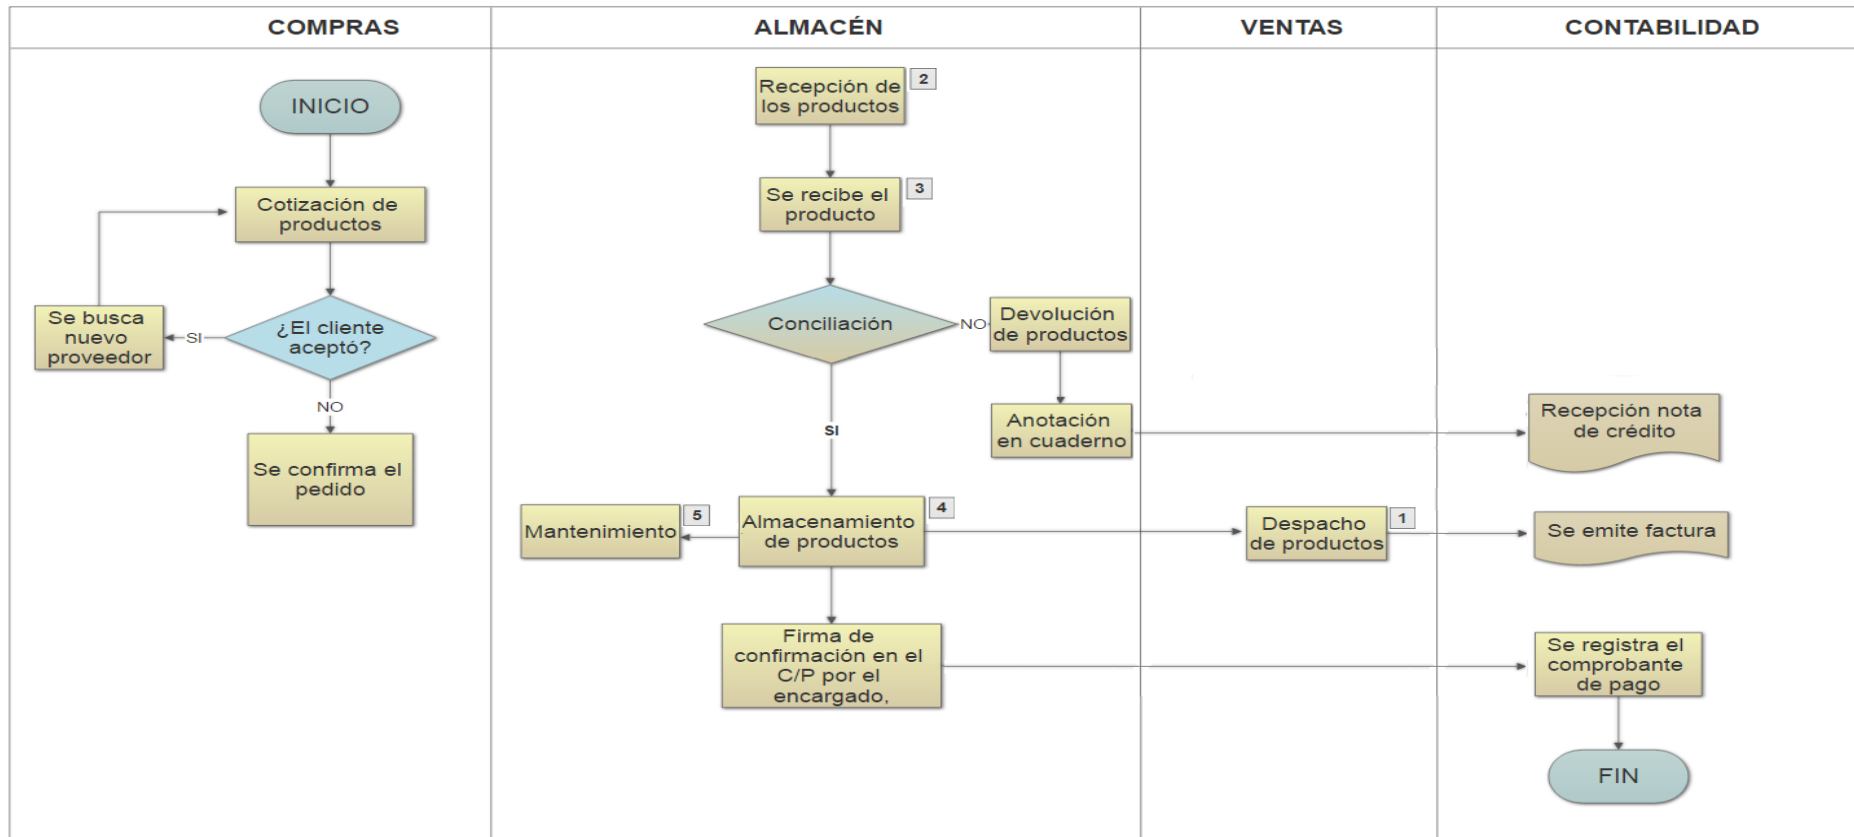 COMPRAS
ALMACÉN
VENTAS
CONTABILIDAD
INICIO
Cotización de
productos
¿El cliente
aceptó?
SI
Se busca
nuevo
proveedor
NO
Se confirma el
pedido
Recepción de
los productos
2
Se recibe el
producto
3
Conciliación
NO
Devolución
de productos
Anotación
en cuaderno
SI
Almacenamiento
de productos
4
Mantenimiento
5
Firma de
confirmación en el
C/P por el
encargado,
Despacho
de productos
1
Recepción nota
de crédito
Se emite factura
Se registra el
comprobante
de pago
FIN